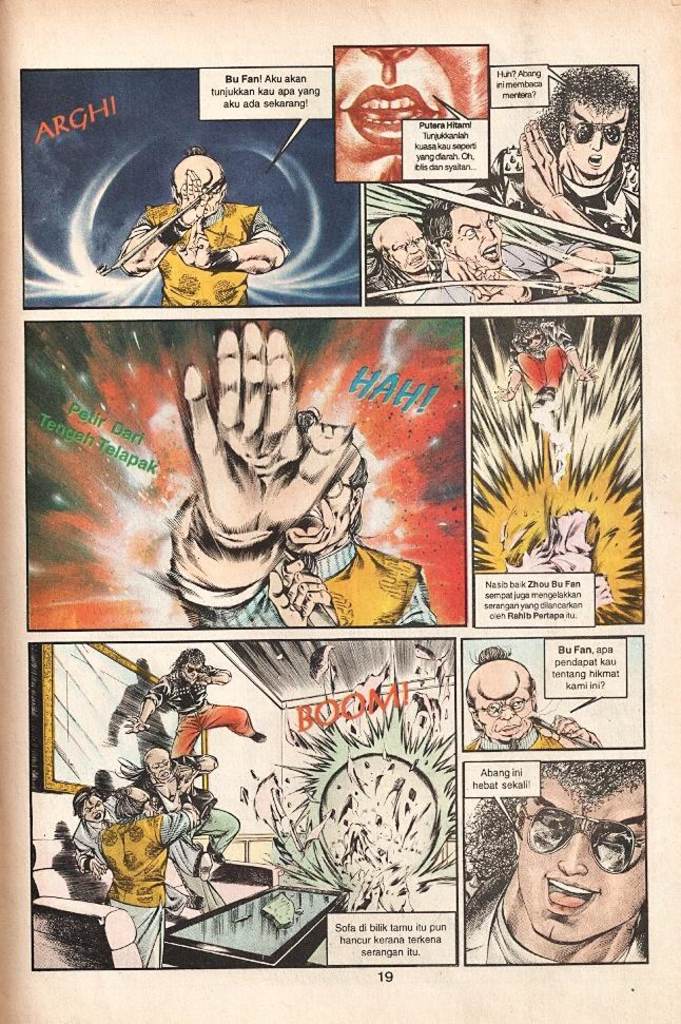 ARGH!
Bu Fan! Aku akan
tunjukkan kau apa yang
aku ada sekarang!
Putera Hitam!
Tunjukkanlah
kuasa kau seperti
yang diarah. Oh,
iblis dan syaitan...
Huh? Abang
ini membaca
mentera?
Petir Dari
Tengah Telapak
HAH!
Nasib baik Zhou Bu Fan
sempat juga mengelakkan
serangan yang dilancarkan
oleh Rahib Pertapa itu.
BOOM!
Sofa di bilik tamu itu pun
hancur kerana terkena
serangan itu.
Bu Fan, apa
pendapat kau
tentang hikmat
kami ini?
Abang ini
hebat sekali!
19